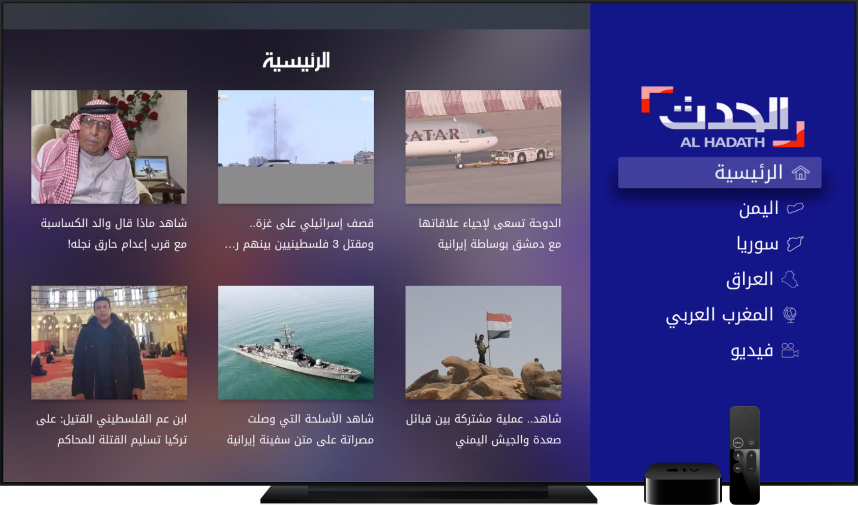 الرئيسية
الحدث
AL HADATH
الرئيسية
اليمن
سوريا
العراق
المغرب العربي
فيديو
QATAR
الدوحة تسعى لإحياء علاقاتها
مع دمشق بوساطة إيرانية
قصف إسرائيلي على غزة..
ومقتل 3 فلسطينيين بينهم ر...
شاهد ماذا قال والد الكساسبة
مع قرب إعدام حارق نجله!
شاهد.. عملية مشتركة بين قبائل
صعدة والجيش اليمني
شاهد الأسلحة التي وصلت
مصراتة على متن سفينة إيرانية
ابن عم الفلسطيني القتيل: على
تركيا تسليم القتلة للمحاكم
tv